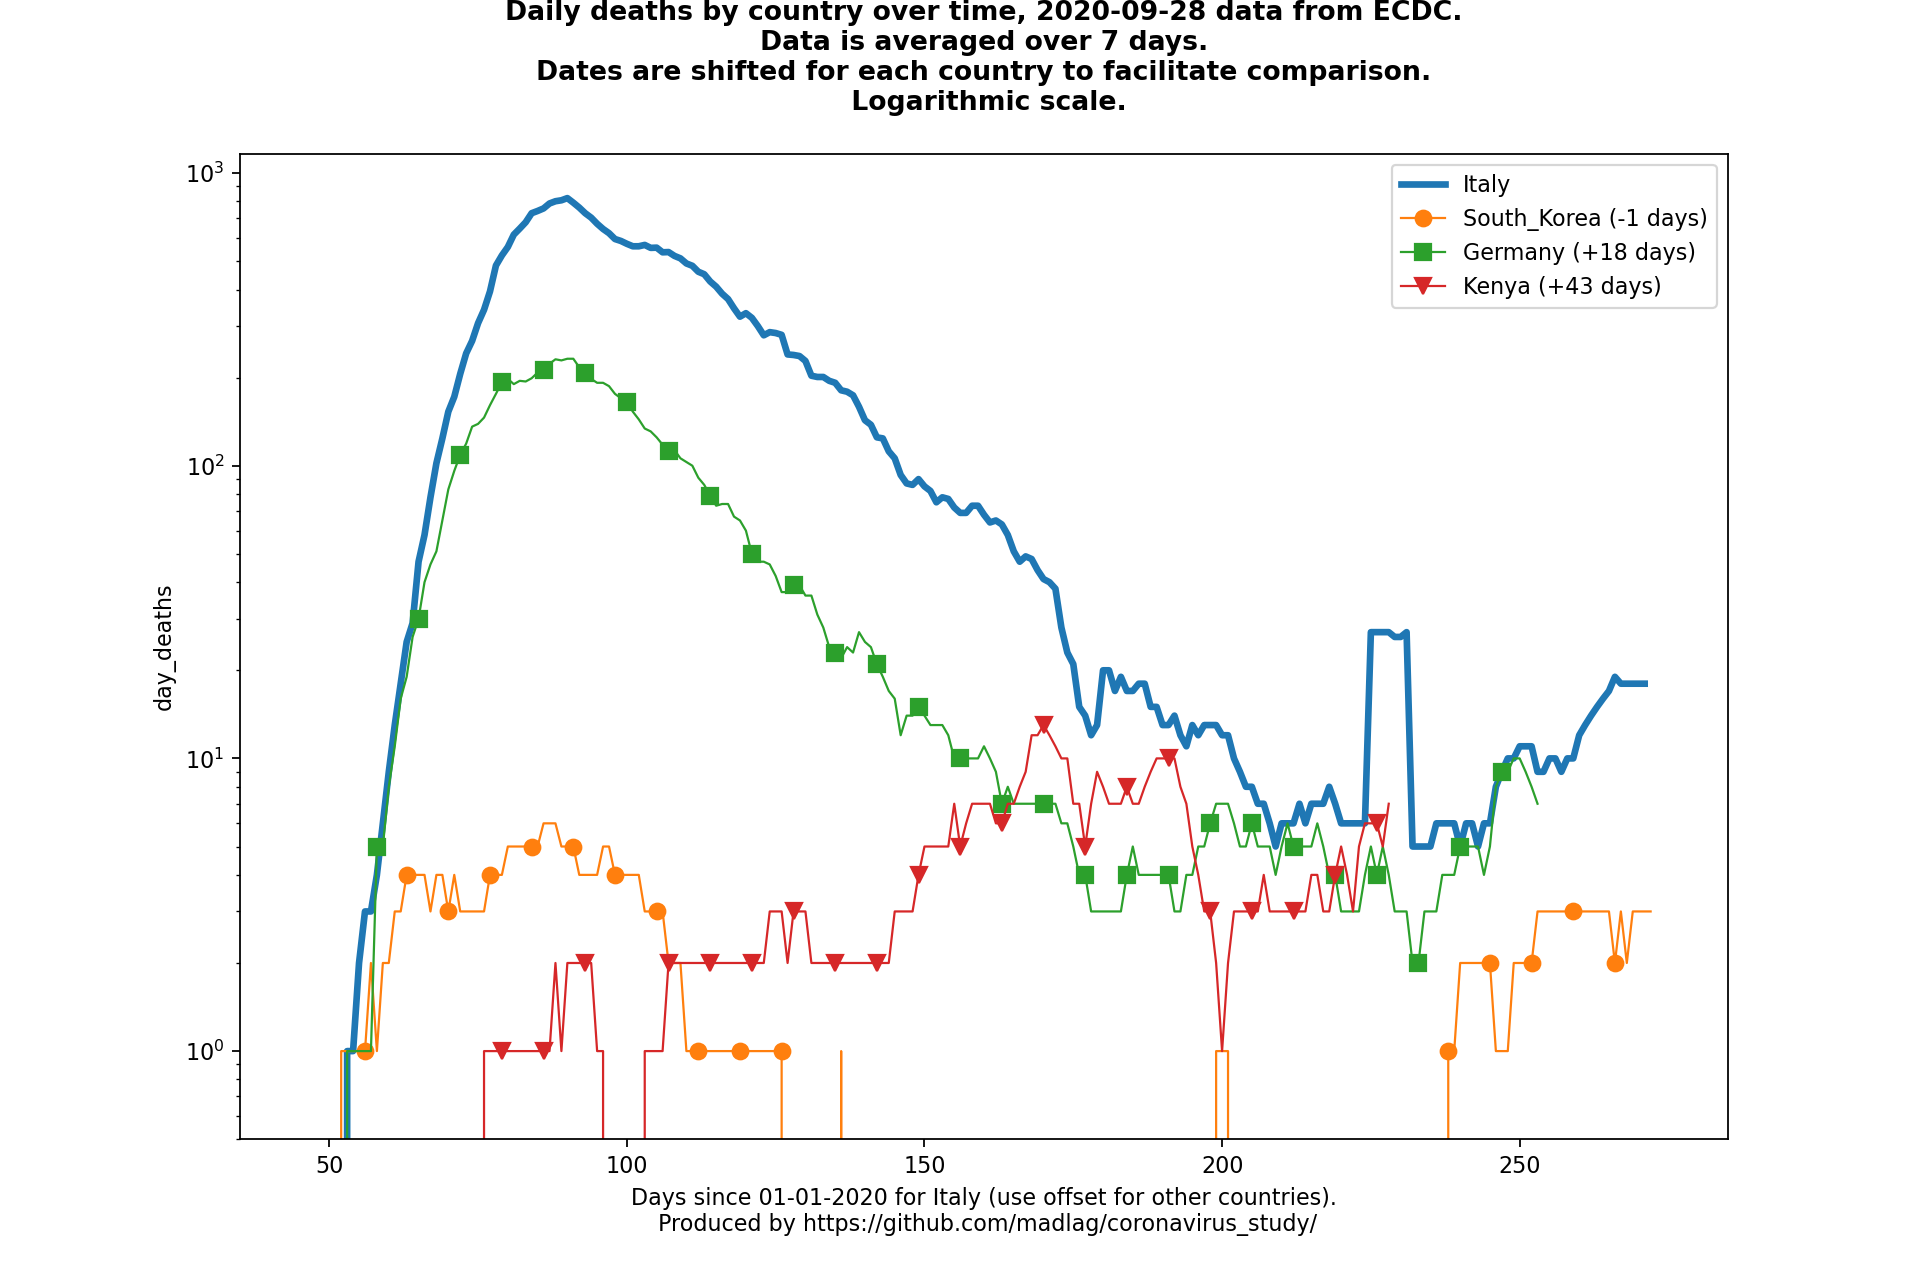 Daily deaths by country over time, 2020-09-28 data from ECDC.
Data is averaged over 7 days.
Dates are shifted for each country to facilitate comparison.
Logarithmic scale.
10³
10²
10¹
10⁰
day_deaths
Italy
South_Korea (-1 days)
Germany (+18 days)
Kenya (+43 days)
50 100 150 200 250
Days since 01-01-2020 for Italy (use offset for other countries).
Produced by https://github.com/madlag/coronavirus_study/